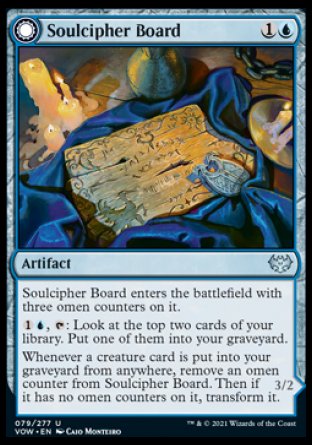 Soulcipher Board 1
Artifact
Soulcipher Board enters the battlefield with
three omen counters on it.
1 , : Look at the top two cards of your
library. Put one of them into your graveyard.
Whenever a creature card is put into your
graveyard from anywhere, remove an omen
counter from Soulcipher Board. Then if
it has no omen counters on it, transform it.
3/2
079/277 U
VOW • EN Caio Monteiro
™ & © 2021 Wizards of the Coast